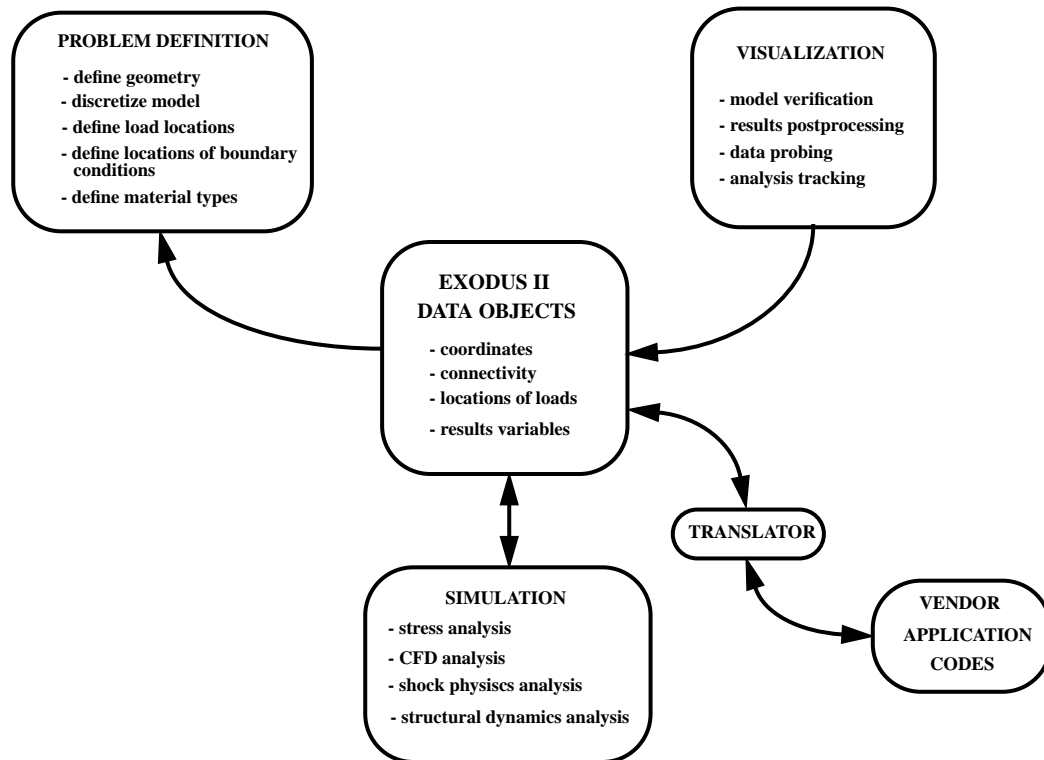 PROBLEM DEFINITION
- define geometry
- discretize model
- define load locations
- define locations of boundary
conditions
- define material types
VISUALIZATION
- model verification
- results postprocessing
- data probing
- analysis tracking
EXODUS II
DATA OBJECTS
- coordinates
- connectivity
- locations of loads
- results variables
TRANSLATOR
VENDOR
APPLICATION
CODES
SIMULATION
- stress analysis
- CFD analysis
- shock physiscs analysis
- structural dynamics analysis